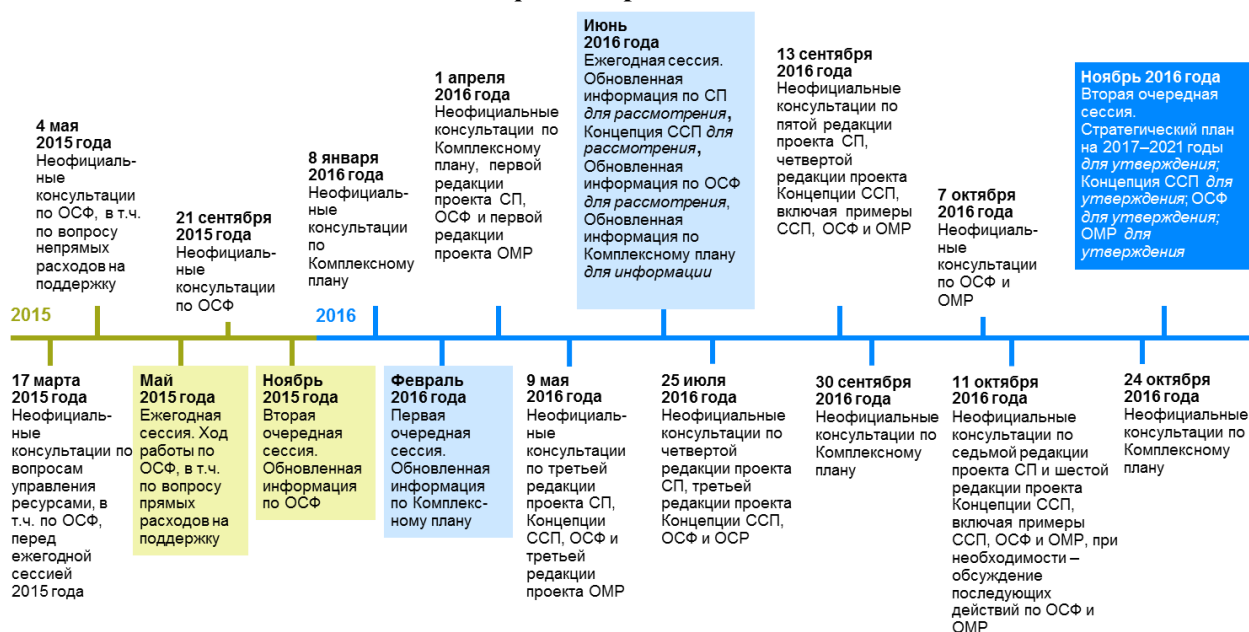 4 мая
2015 года
Неофициаль-
ные
консультации
по ОСФ, в т.ч.
по вопросу
непрямых
расходов на
поддержку
21 сентября
2015 года
Неофициаль-
ные
консультации
по ОСФ
8 января
2016 года
Неофициаль-
ные
консультации
по
Комплексному
плану
1 апреля
2016 года
Неофициальные
консультации по
Комплексному
плану, первой
редакции
проекта СП,
ОСФ и первой
редакции
проекта ОМР
Июнь
2016 года
Ежегодная сессия.
Обновленная
информация по СП
для рассмотрения,
Концепция ССП для
рассмотрения,
Обновленная
информация по ОСФ
для рассмотрения,
Обновленная
информация по
Комплексному плану
для информации
13 сентября
2016 года
Неофициальные
консультации по
пятой редакции
проекта СП,
четвертой
редакции проекта
Концепции ССП,
включая примеры
ССП, ОСФ и ОМР
7 октября
2016 года
Неофициаль-
ные
консультации
по ОСФ и
ОМР
Ноябрь 2016 года
Вторая очередная
сессия.
Стратегический план
на 2017–2021 годы
для утверждения;
Концепция ССП для
утверждения; ОСФ
для утверждения;
ОМР для
утверждения
2015
2016
17 марта
2015 года
Неофициаль-
ные
консультации по
вопросам
управления
ресурсами, в
т.ч. по ОСФ,
перед
ежегодной
сессией
2015 года
Май
2015 года
Ежегодная
сессия. Ход
работы по
ОСФ, в т.ч.
по вопросу
прямых
расходов на
поддержку
Ноябрь
2015 года
Вторая
очередная
сессия.
Обновленная
информация
по ОСФ
Февраль
2016 года
Первая
очередная
сессия.
Обновленная
информация
по Комплекс-
ному плану
9 мая
2016 года
Неофициаль-
ные
консультации
по третьей
редакции
проекта СП,
Концепции
ССП, ОСФ и
третьей
редакции
проекта ОМР
25 июля
2016 года
Неофициальные
консультации по
четвертой
редакции проекта
СП, третьей
редакции проекта
Концепции ССП,
ОСФ и ОСР
30 сентября
2016 года
Неофициальные
консультации по
Комплексному
плану
11 октября
2016 года
Неофициальные
консультации по
седьмой редакции
проекта СП и шестой
редакции проекта
Концепции ССП,
включая примеры
ССП, ОСФ и ОМР, при
необходимости –
обсуждение
последующих
действий по ОСФ и
ОМР
24 октября
2016 года
Неофициальные
консультации по
Комплексному
плану